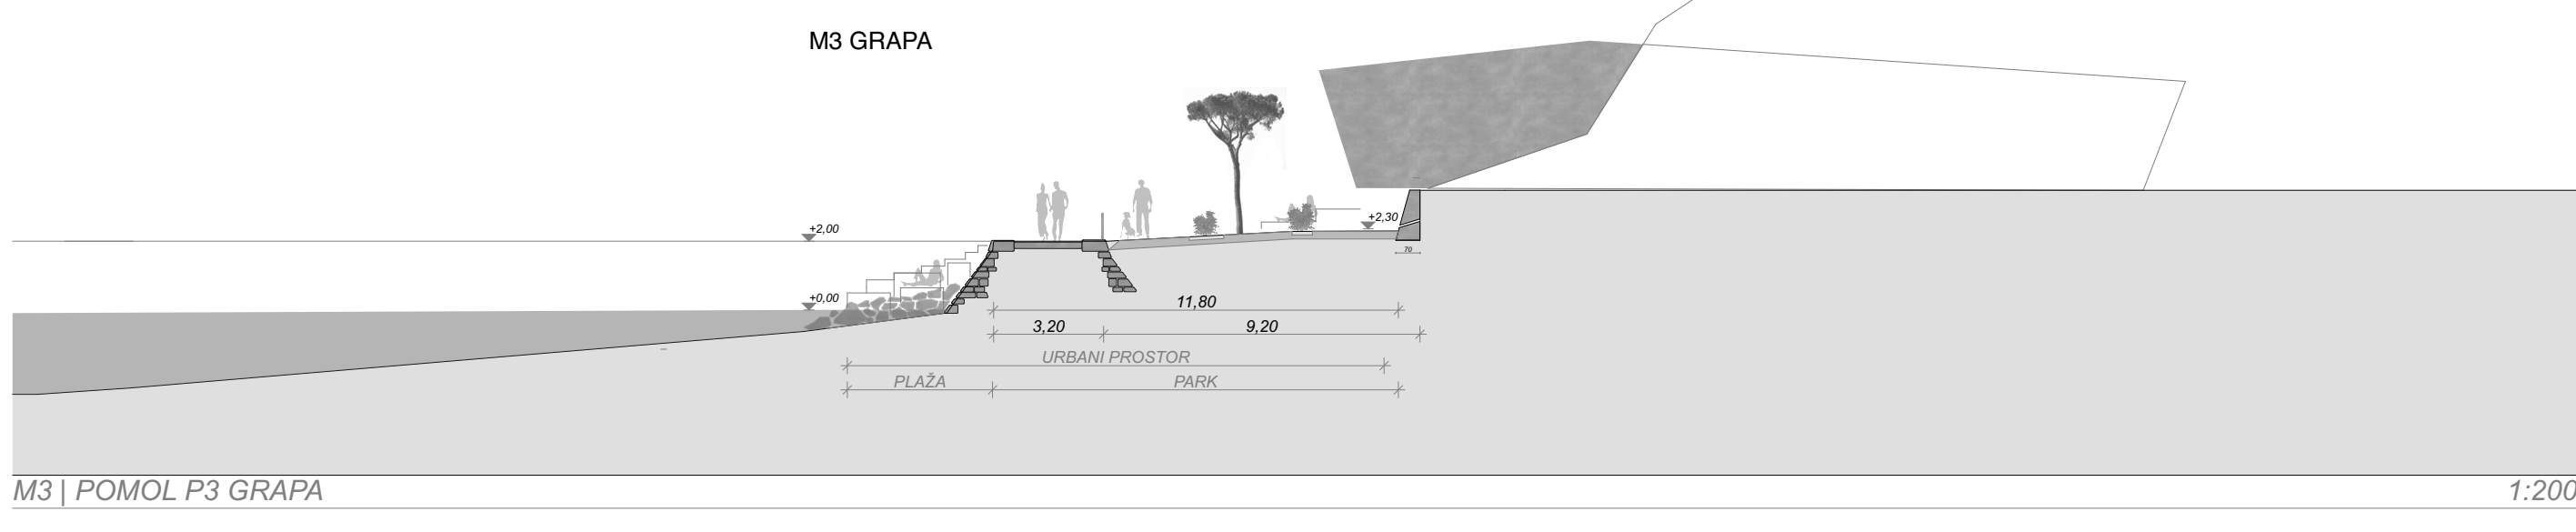 M3 GRAPA
+2,00
+2,30
70
+0,00
11,80
3,20
9,20
URBANI PROSTOR
PLAŽA
PARK
M3 | POMOL P3 GRAPA
1:200